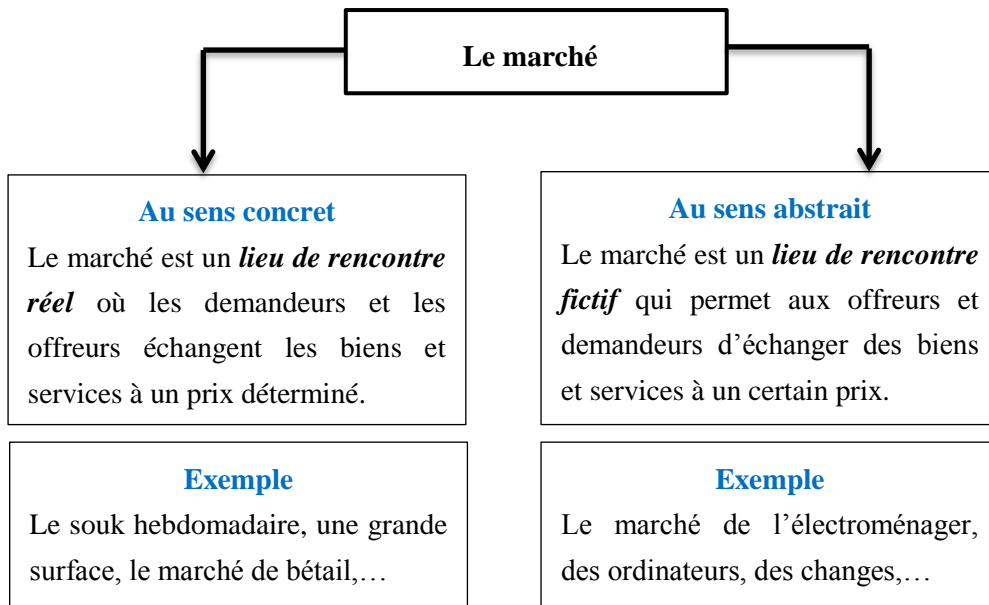 Le marché
Au sens concret
Le marché est un lieu de rencontre
réel où les demandeurs et les
offreurs échangent les biens et
services à un prix déterminé.
Au sens abstrait
Le marché est un lieu de rencontre
fictif qui permet aux offreurs et
demandeurs d’échanger des biens
et services à un certain prix.
Exemple
Le souk hebdomadaire, une grande
surface, le marché de bétail,…
Exemple
Le marché de l’électroménager,
des ordinateurs, des changes,…